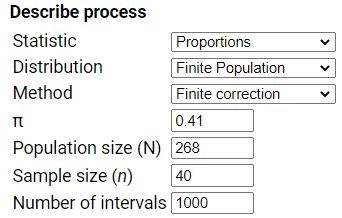 Describe process
Statistic Proportions
Distribution Finite Population
Method Finite correction
π 0.41
Population size (N) 268
Sample size (n) 40
Number of intervals 1000